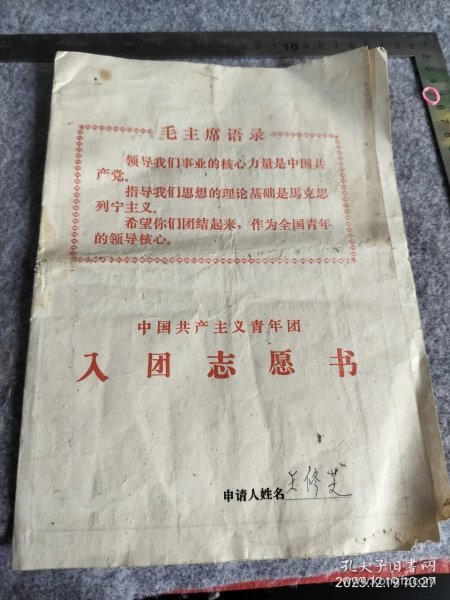 毛主席语录
领导我们事业的核心力量是中国共
产党。
指导我们思想的理论基础是馬克思
列宁主义。
希望你们团结起来，作为全国青年
的领导核心。
中国共产主义青年团
入团志愿书
申请人姓名 王修芝
孔夫子旧书网
2023.12.19 10:27